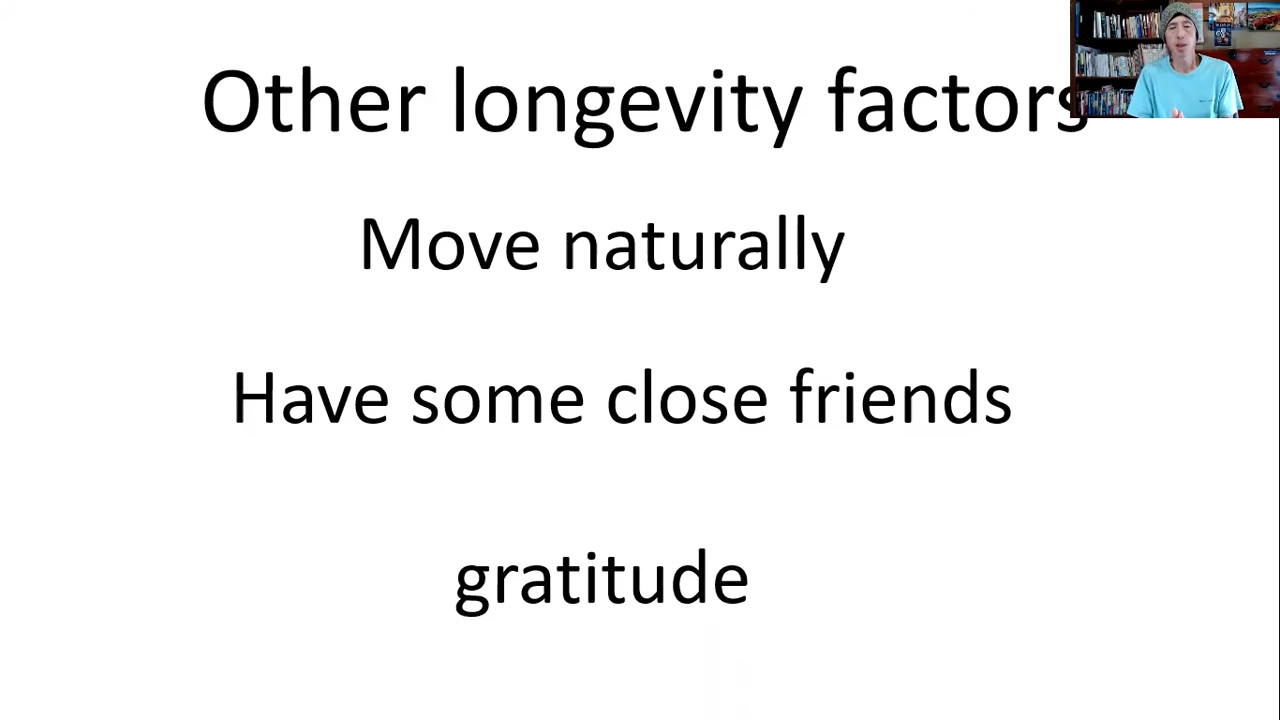 Other longevity factors
Move naturally
Have some close friends
gratitude